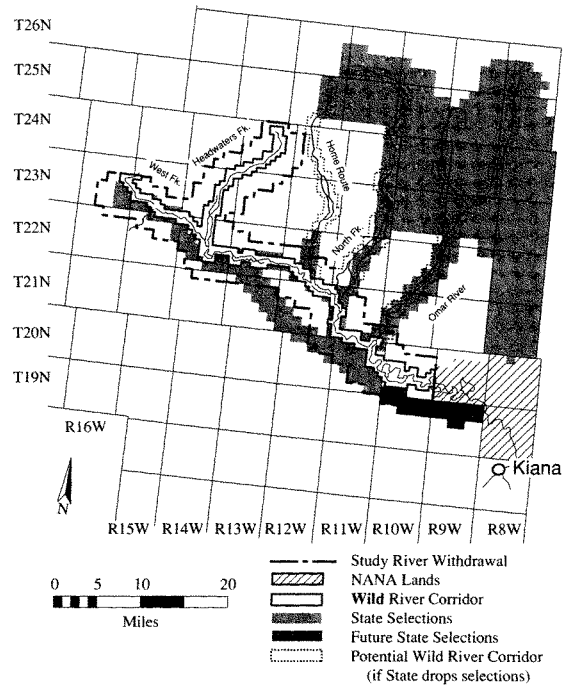 T26N
T25N
T24N
T23N
T22N
T21N
T20N
T19N
R16W
R15W R14W R13W R12W R11W R10W R9W R8W
West Fk.
Headwaters Fk.
Home Route
North Fk.
Omar River
Kiana
N
0 5 10 20
Miles
Study River Withdrawal
NANA Lands
Wild River Corridor
State Selections
Future State Selections
Potential Wild River Corridor
(if State drops selections)